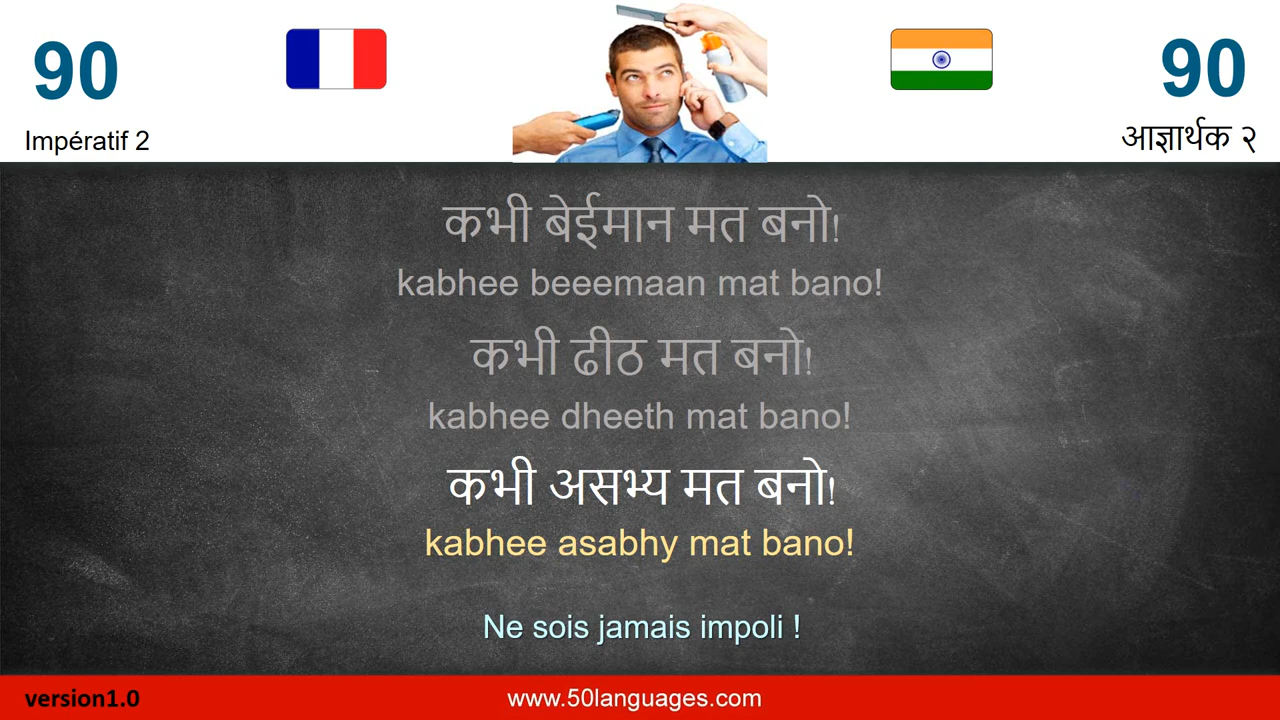 90
90
Impératif 2
आज्ञार्थक २
कभी बेईमान मत बनो!
kabhee beeemaan mat bano!
कभी ढीठ मत बनो!
kabhee dheeth mat bano!
कभी असभ्य मत बनो!
kabhee asabhy mat bano!
Ne sois jamais impoli !
version1.0
www.50languages.com